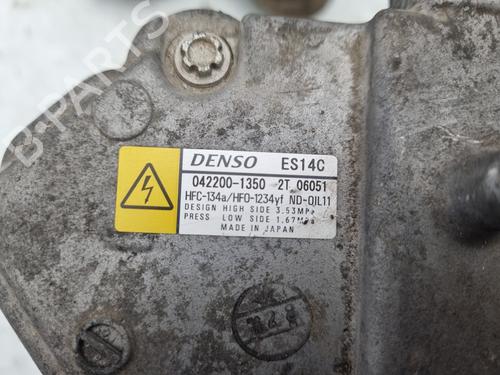 B-PARTS
DENSO ES14C
042200-1350 2T 06051
HFC-134a/HFO-1234yf ND-OIL11
DESIGN HIGH SIDE 3.53MPa
PRESS LOW SIDE 1.67MPa
MADE IN JAPAN